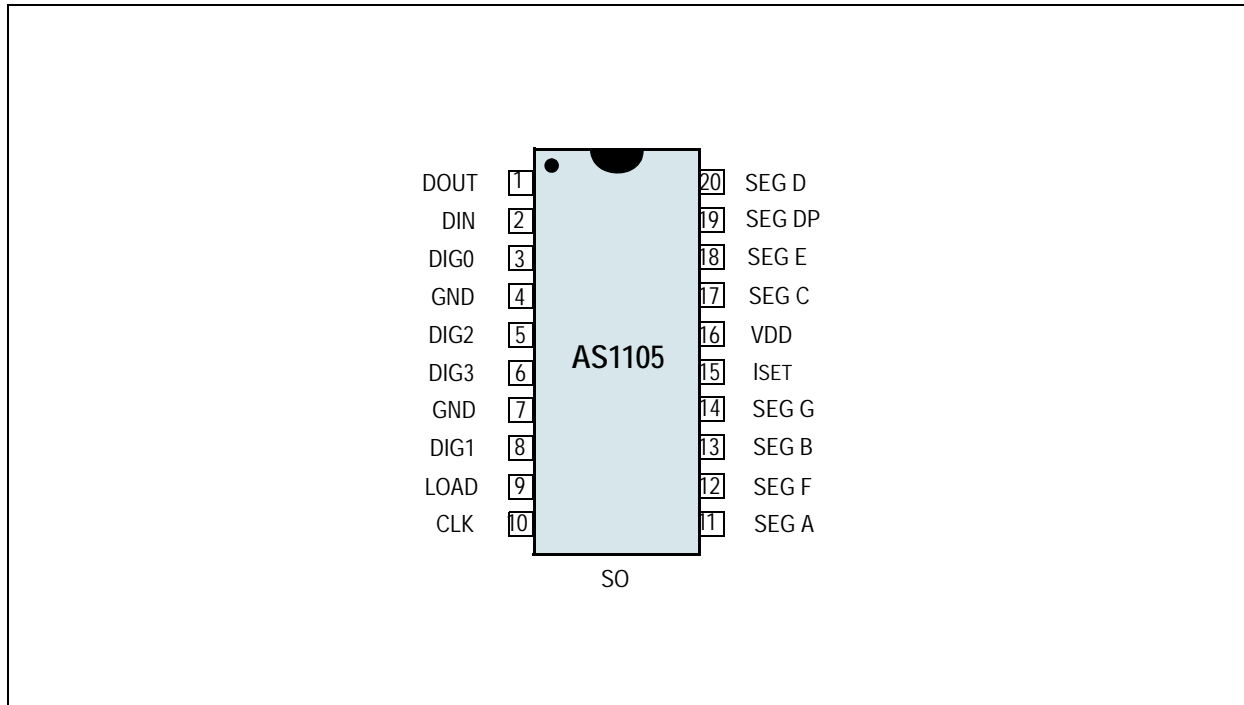 DOUT 1 20 SEG D
DIN 2 19 SEG DP
DIG0 3 18 SEG E
GND 4 17 SEG C
DIG2 5 16 VDD
AS1105
DIG3 6 15 ISET
GND 7 14 SEG G
DIG1 8 13 SEG B
LOAD 9 12 SEG F
CLK 10 11 SEG A
SO